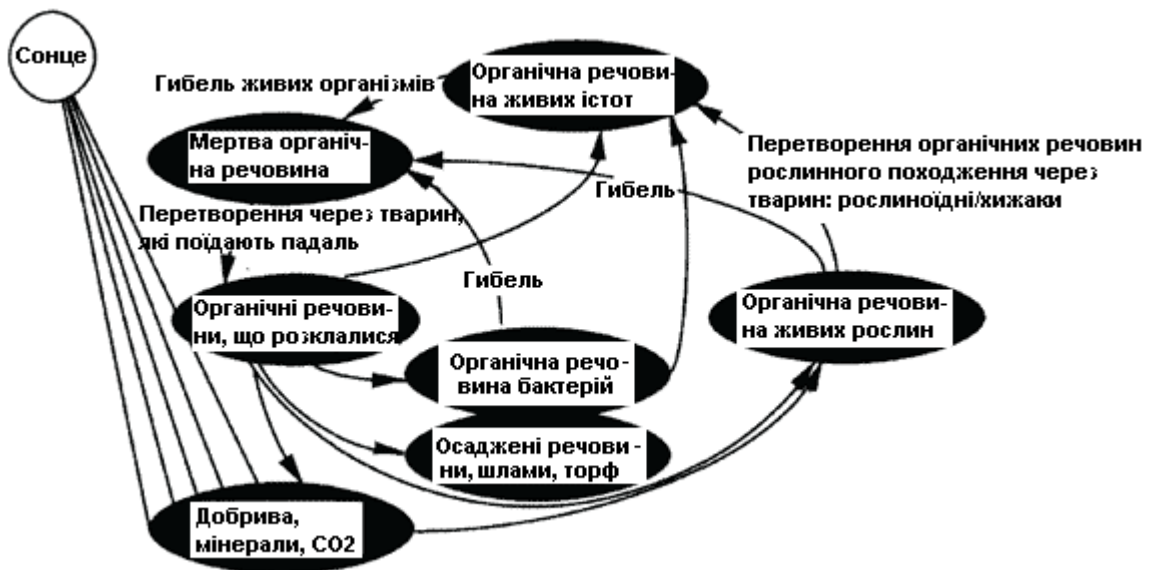 Сонце
Органічна речови-
на живих істот
Гибель живих організмів
Мертва органіч-
на речовина
Перетворення органічних речовин
рослинного походження через
тварин: рослиноїдні/хижаки
Гибель
Перетворення через тварин,
які поїдають падаль
Гибель
Органічні речови-
ни, що розклалися
Органічна речови-
на живих рослин
Органічна речо-
вина бактерій
Осаджені речови-
ни, шлами, торф
Добрива,
мінерали, СО2